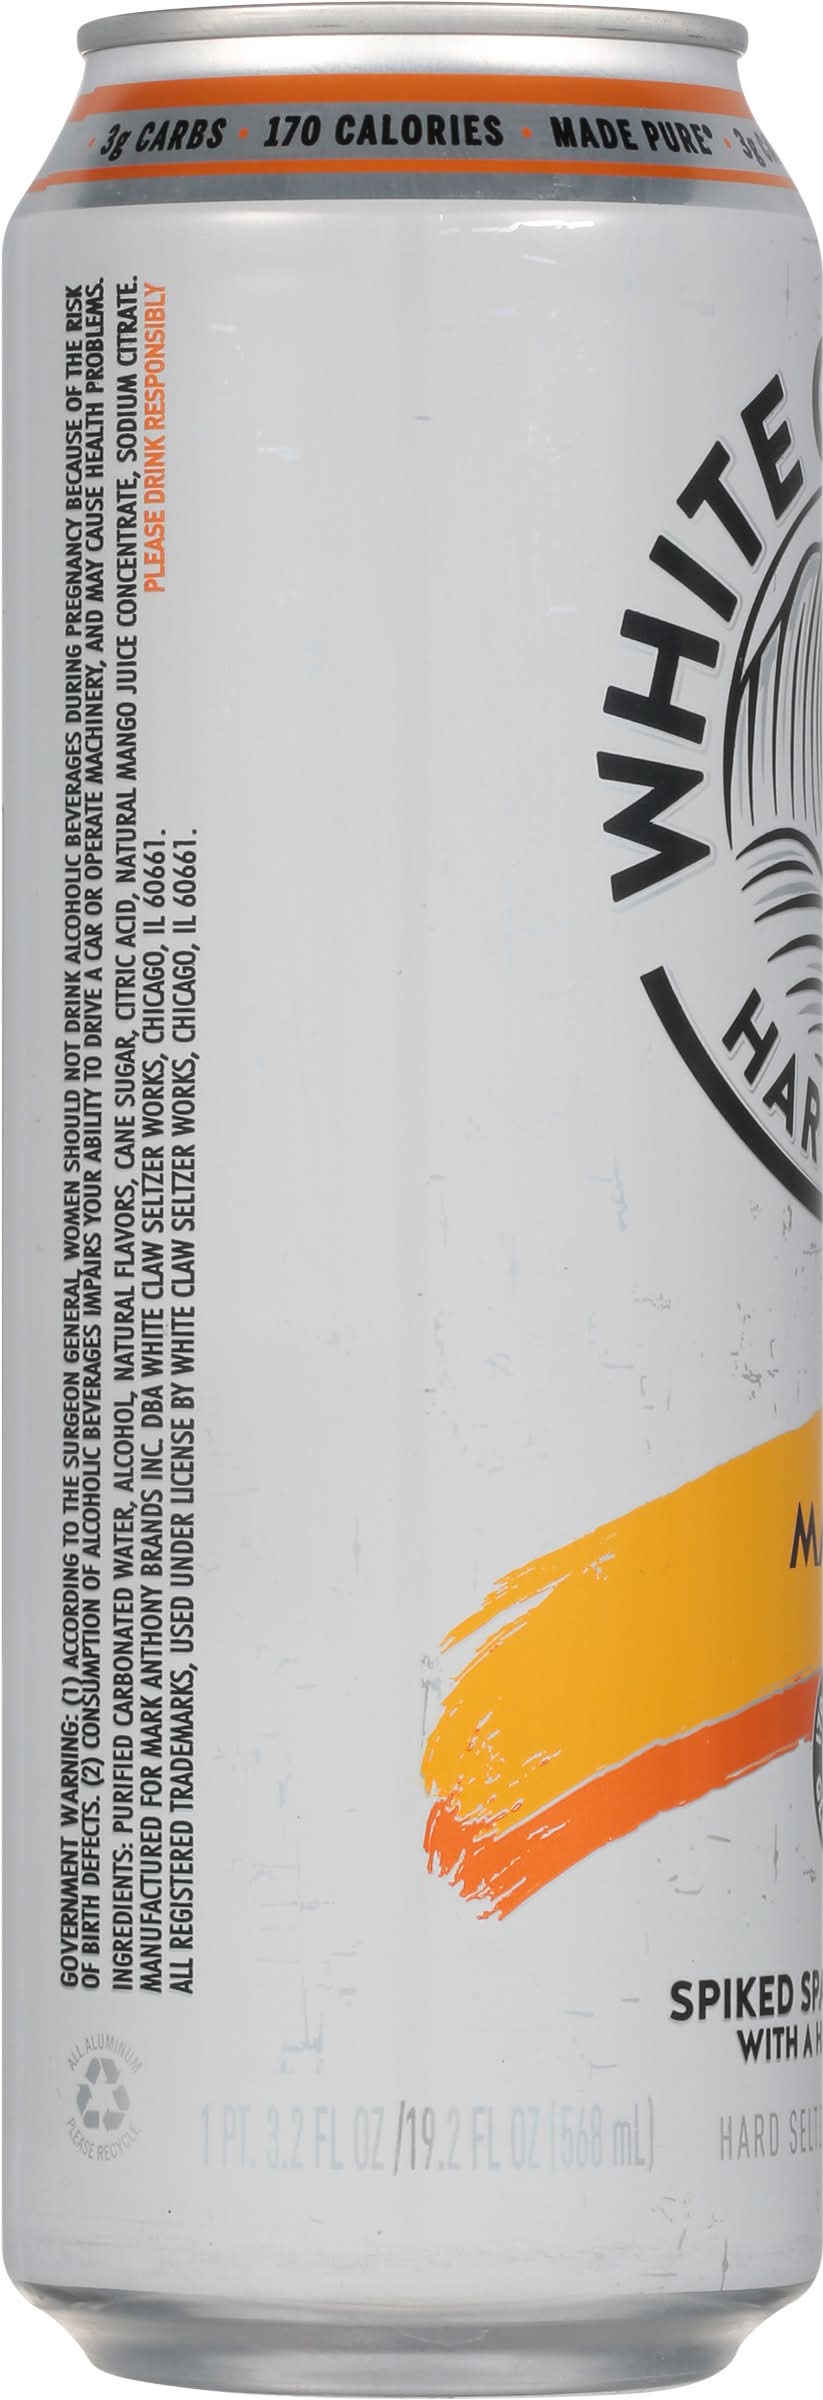 3g CARBS • 170 CALORIES • MADE PURE® • 3g
GOVERNMENT WARNING: (1) ACCORDING TO THE SURGEON GENERAL, WOMEN SHOULD NOT DRINK ALCOHOLIC BEVERAGES DURING PREGNANCY BECAUSE OF THE RISK
OF BIRTH DEFECTS. (2) CONSUMPTION OF ALCOHOLIC BEVERAGES IMPAIRS YOUR ABILITY TO DRIVE A CAR OR OPERATE MACHINERY, AND MAY CAUSE HEALTH PROBLEMS.
INGREDIENTS: PURIFIED CARBONATED WATER, ALCOHOL, NATURAL FLAVORS, CANE SUGAR, CITRIC ACID, NATURAL MANGO JUICE CONCENTRATE, SODIUM CITRATE.
MANUFACTURED FOR MARK ANTHONY BRANDS INC. DBA WHITE CLAW SELTZER WORKS, CHICAGO, IL 60661.
PLEASE DRINK RESPONSIBLY
ALL REGISTERED TRADEMARKS, USED UNDER LICENSE BY WHITE CLAW SELTZER WORKS, CHICAGO, IL 60661.
WHITE
HAR
MA
SPIKED SPA
WITH A H
ALL ALUMINUM
PLEASE RECYCLE
1 PT. 3.2 FL OZ/19.2 FL OZ (568 mL)
HARD SELT